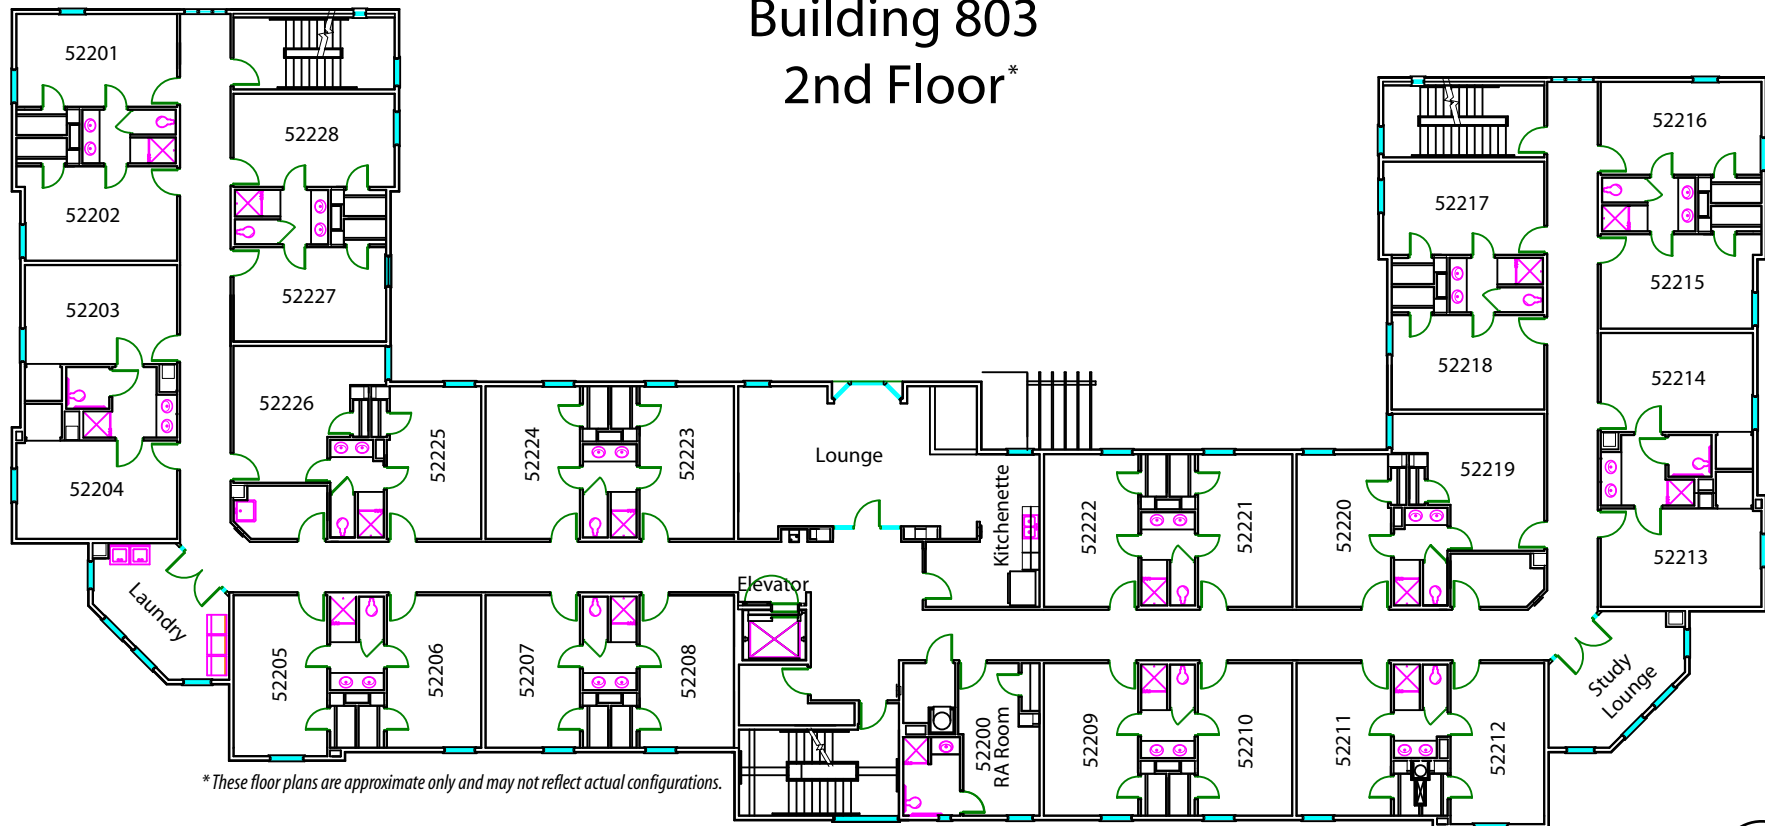 Building 803
2nd Floor*
52201
52228
52202
52227
52203
52226
52204
52225
52224
52223
Lounge
Kitchenette
52222
52221
52220
52219
52216
52217
52215
52218
52214
52213
Laundry
Elevator
52205
52206
52207
52208
52200
RA Room
52209
52210
52211
52212
Study
Lounge
* These floor plans are approximate only and may not reflect actual configurations.